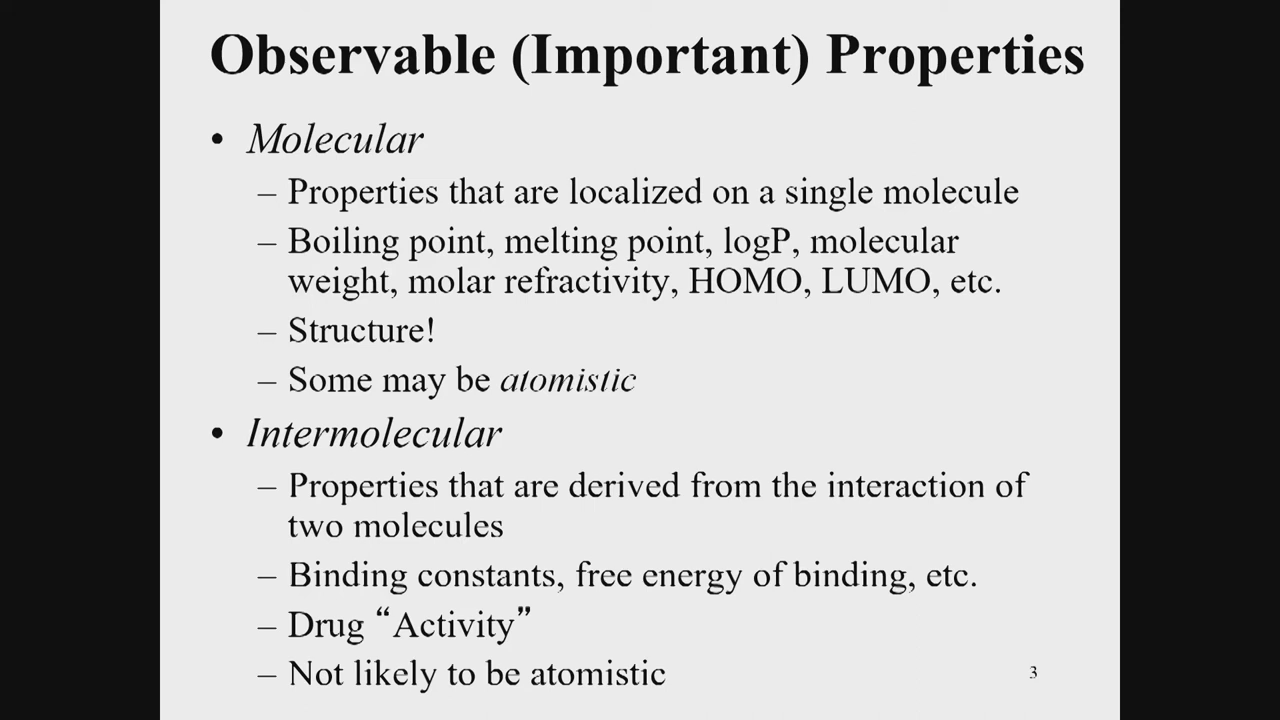 Observable (Important) Properties
• Molecular
– Properties that are localized on a single molecule
– Boiling point, melting point, logP, molecular
weight, molar refractivity, HOMO, LUMO, etc.
– Structure!
– Some may be atomistic
• Intermolecular
– Properties that are derived from the interaction of
two molecules
– Binding constants, free energy of binding, etc.
– Drug “Activity”
– Not likely to be atomistic
3